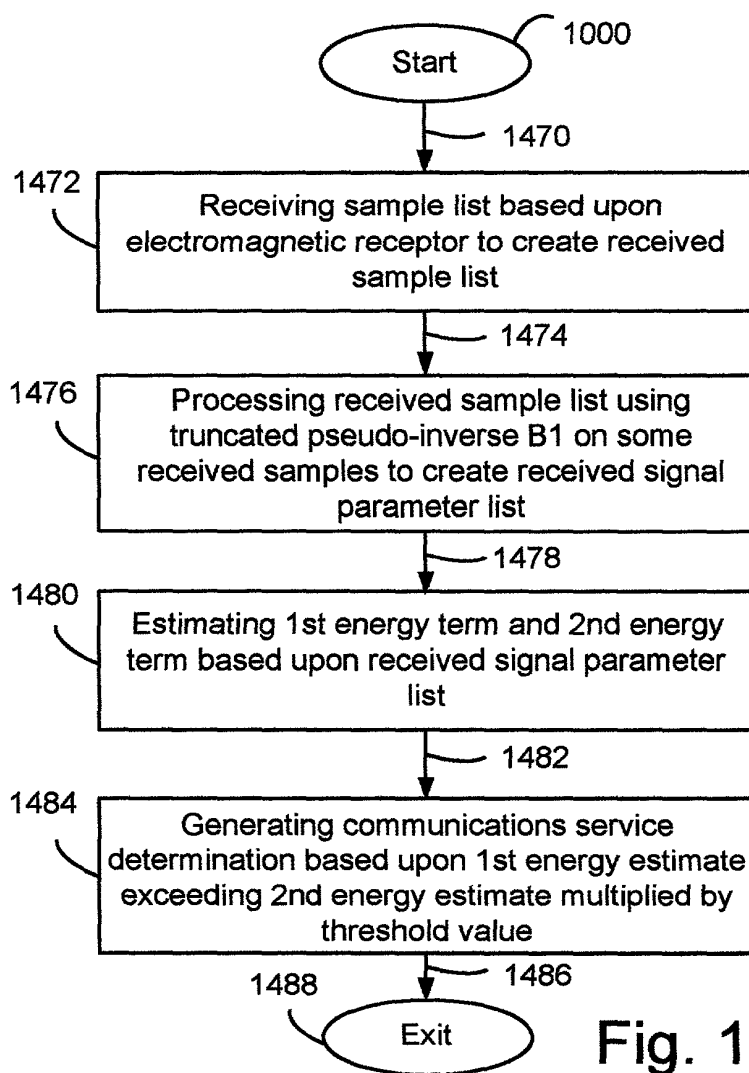 1000
Start
1470
1472
Receiving sample list based upon
electromagnetic receptor to create received
sample list
1474
1476
Processing received sample list using
truncated pseudo-inverse B1 on some
received samples to create received signal
parameter list
1478
1480
Estimating 1st energy term and 2nd energy
term based upon received signal parameter
list
1482
1484
Generating communications service
determination based upon 1st energy estimate
exceeding 2nd energy estimate multiplied by
threshold value
1486
1488
Exit
Fig. 1